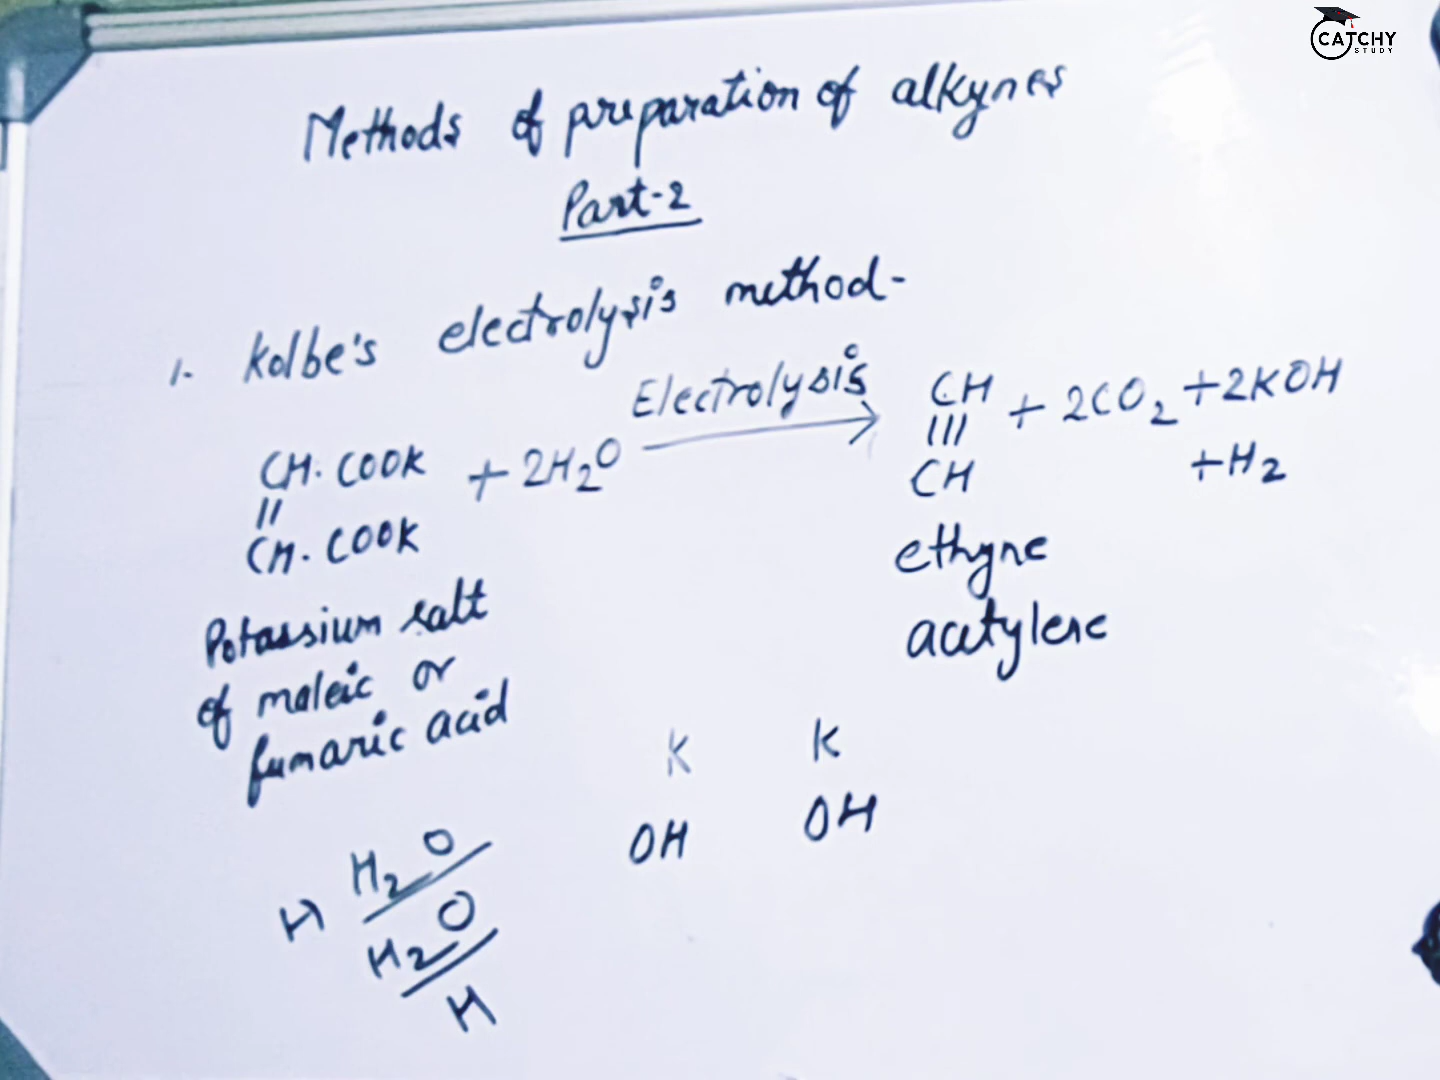 CATCHY
STUDY
Methods of preparation of alkynes
Part-2
1. Kolbe's electrolysis method-
CH.COOK + 2H₂O Electrolysis → CH + 2CO₂ + 2KOH
|| ||| + H₂
CH.COOK CH
Potassium salt
of maleic or
fumaric acid
ethyne
acetylene
K K
OH OH
H₂O
H
H₂O
H